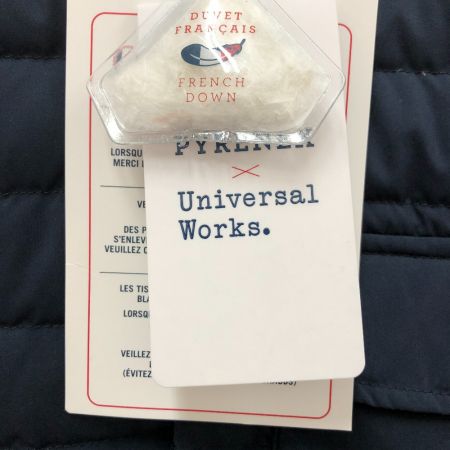 DUVET
FRANÇAIS
FRENCH
DOWN
PYRENEX
×
Universal
Works.
LORSQU
MERCI
VE
DES P
S'ENLEV
VEUILLEZ
LES TIS
BLA
LORSQU
VEILLEZ
(ÉVITEZ